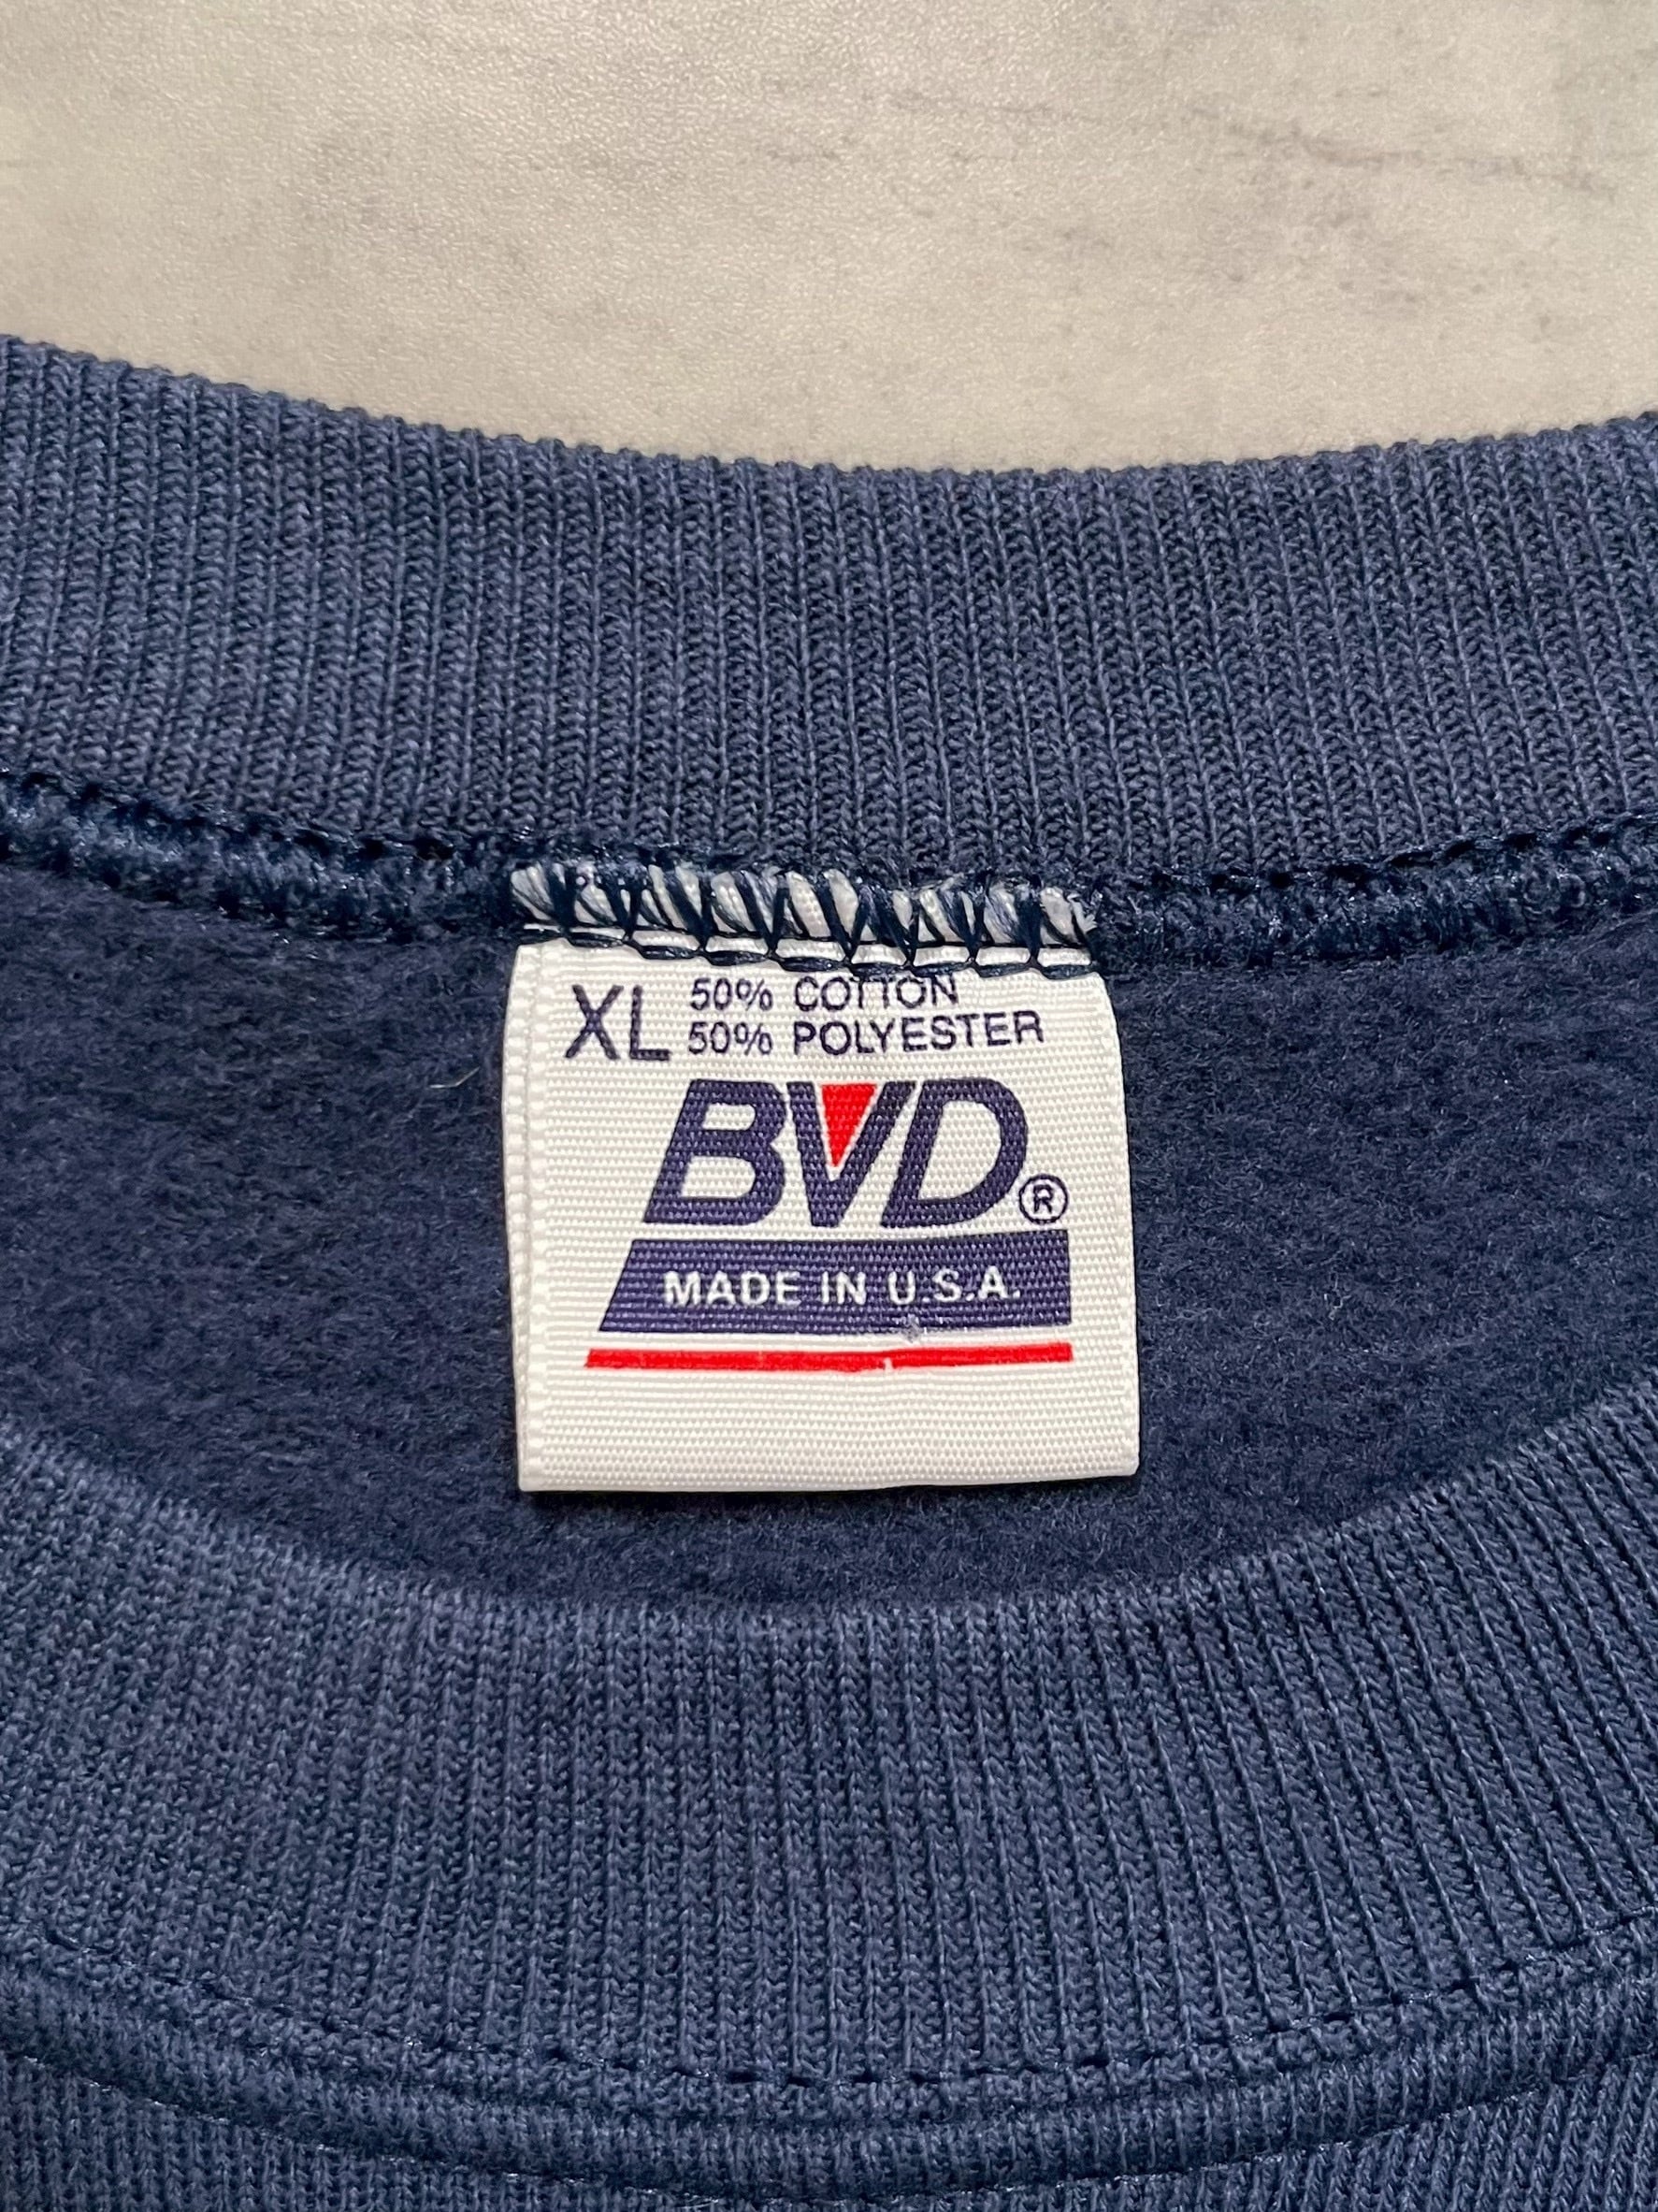 XL 50% COTTON
50% POLYESTER
BVD®
MADE IN U.S.A.